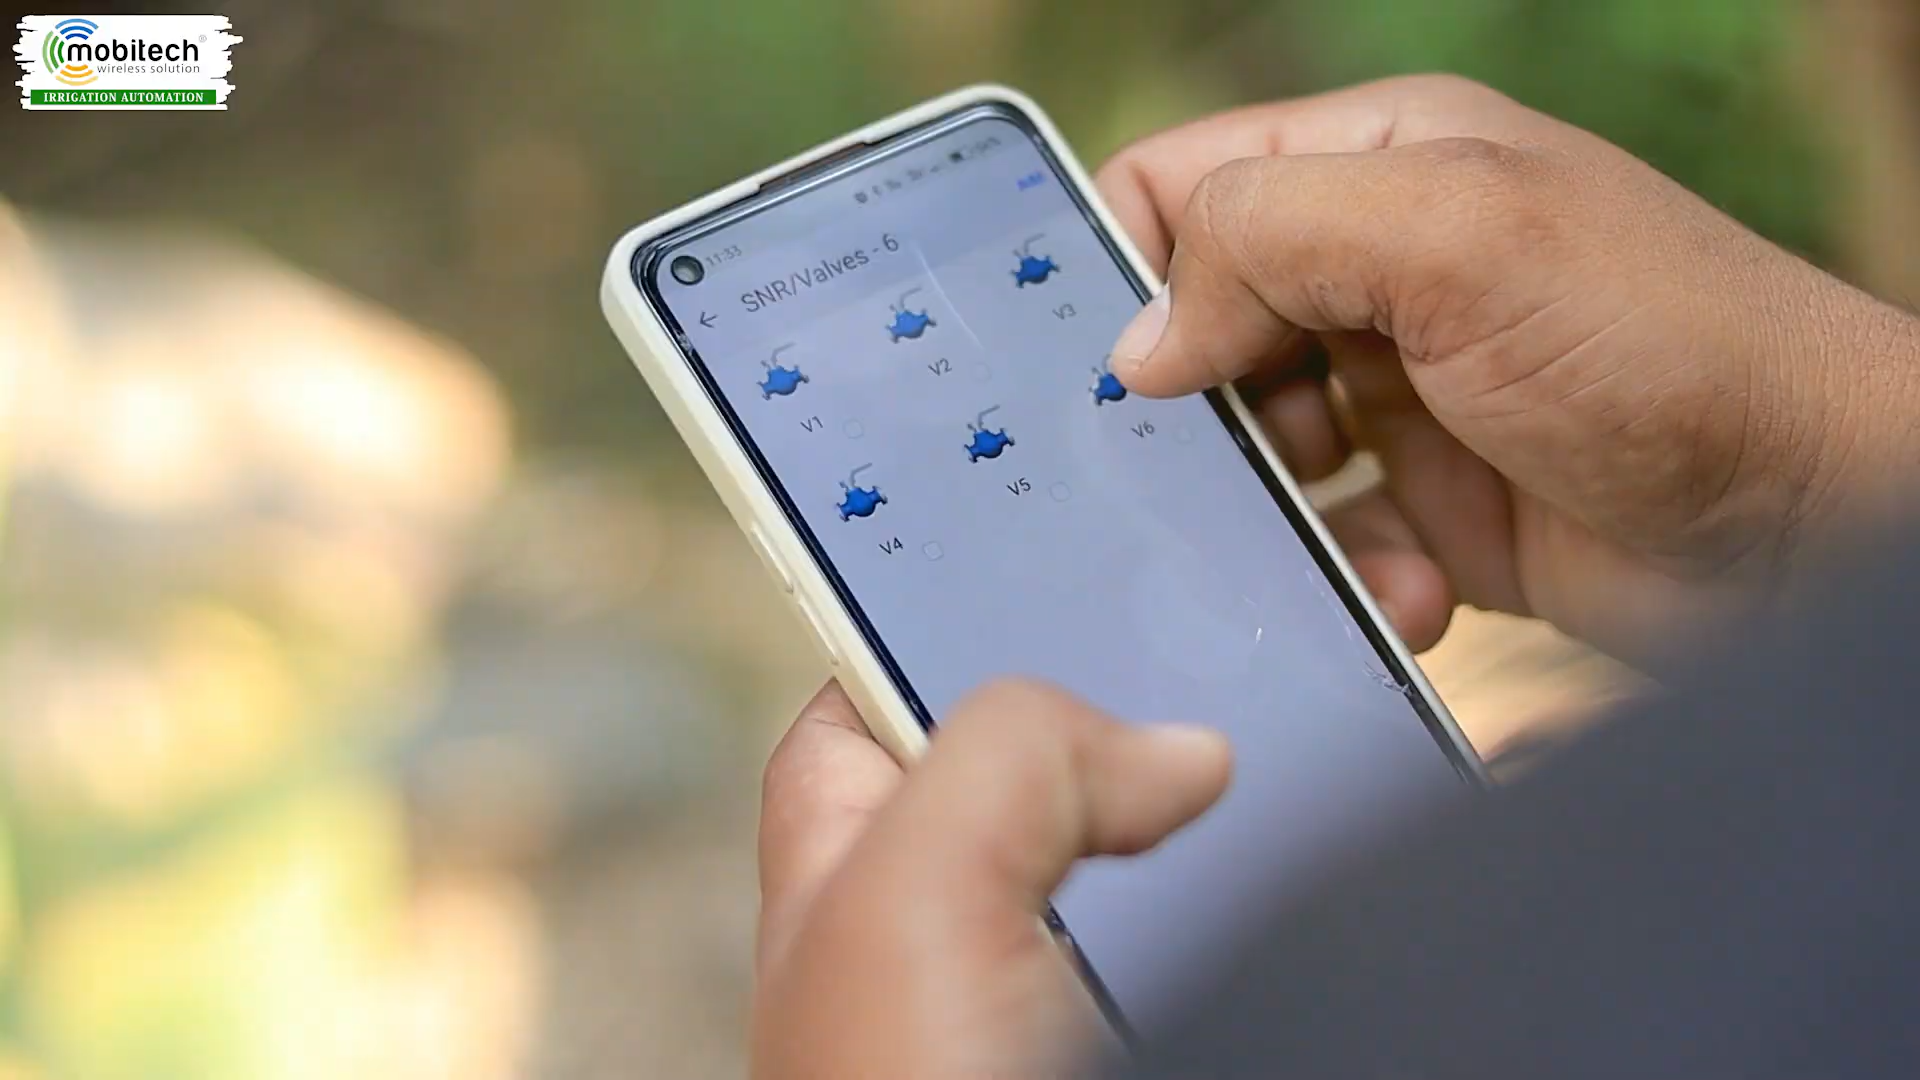 mobitech
wireless solution
IRRIGATION AUTOMATION
11:33
SNR/Valves - 6
V1
V2
V3
V4
V5
V6